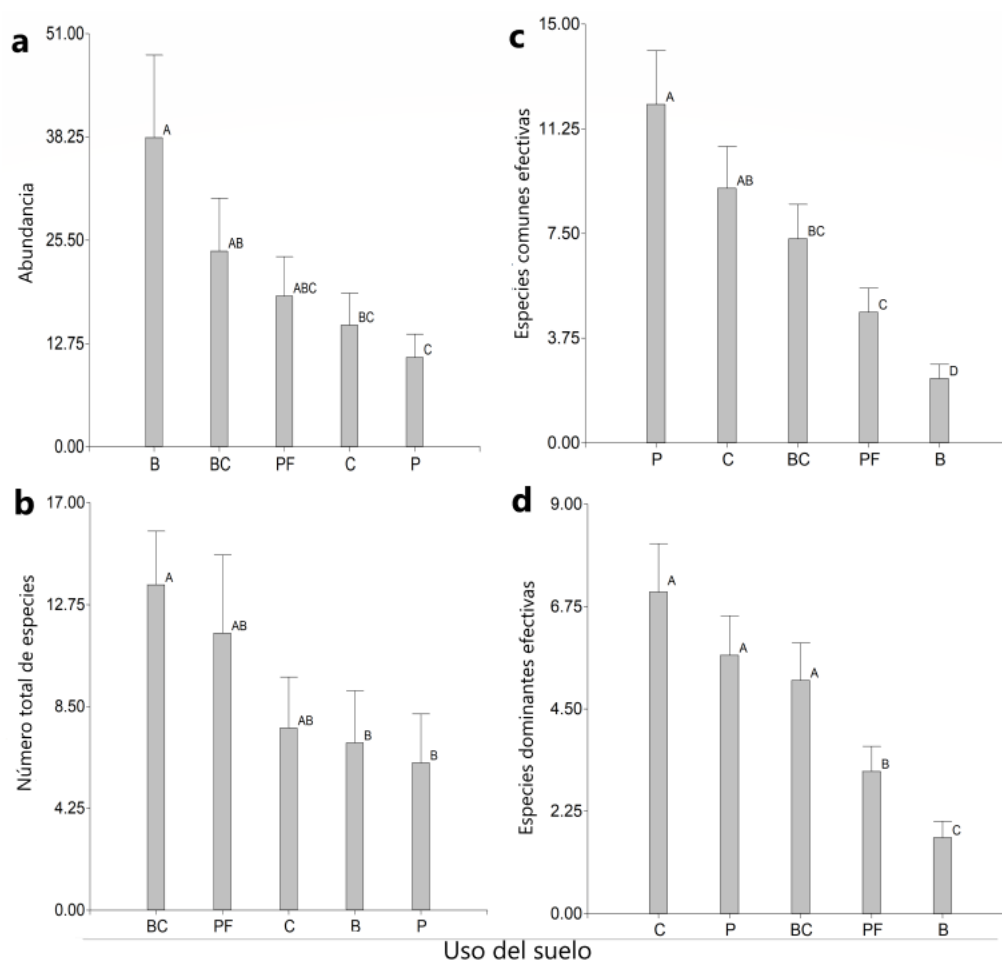 a
51.00
38.25
25.50
12.75
0.00
Abundancia
A
AB
ABC
BC
C
B BC PF C P
b
17.00
12.75
8.50
4.25
0.00
Número total de especies
A
AB
AB
B
B
BC PF C B P
c
15.00
11.25
7.50
3.75
0.00
Especies comunes efectivas
A
AB
BC
C
D
P C BC PF B
d
9.00
6.75
4.50
2.25
0.00
Especies dominantes efectivas
A
A
A
B
C
C P BC PF B
Uso del suelo